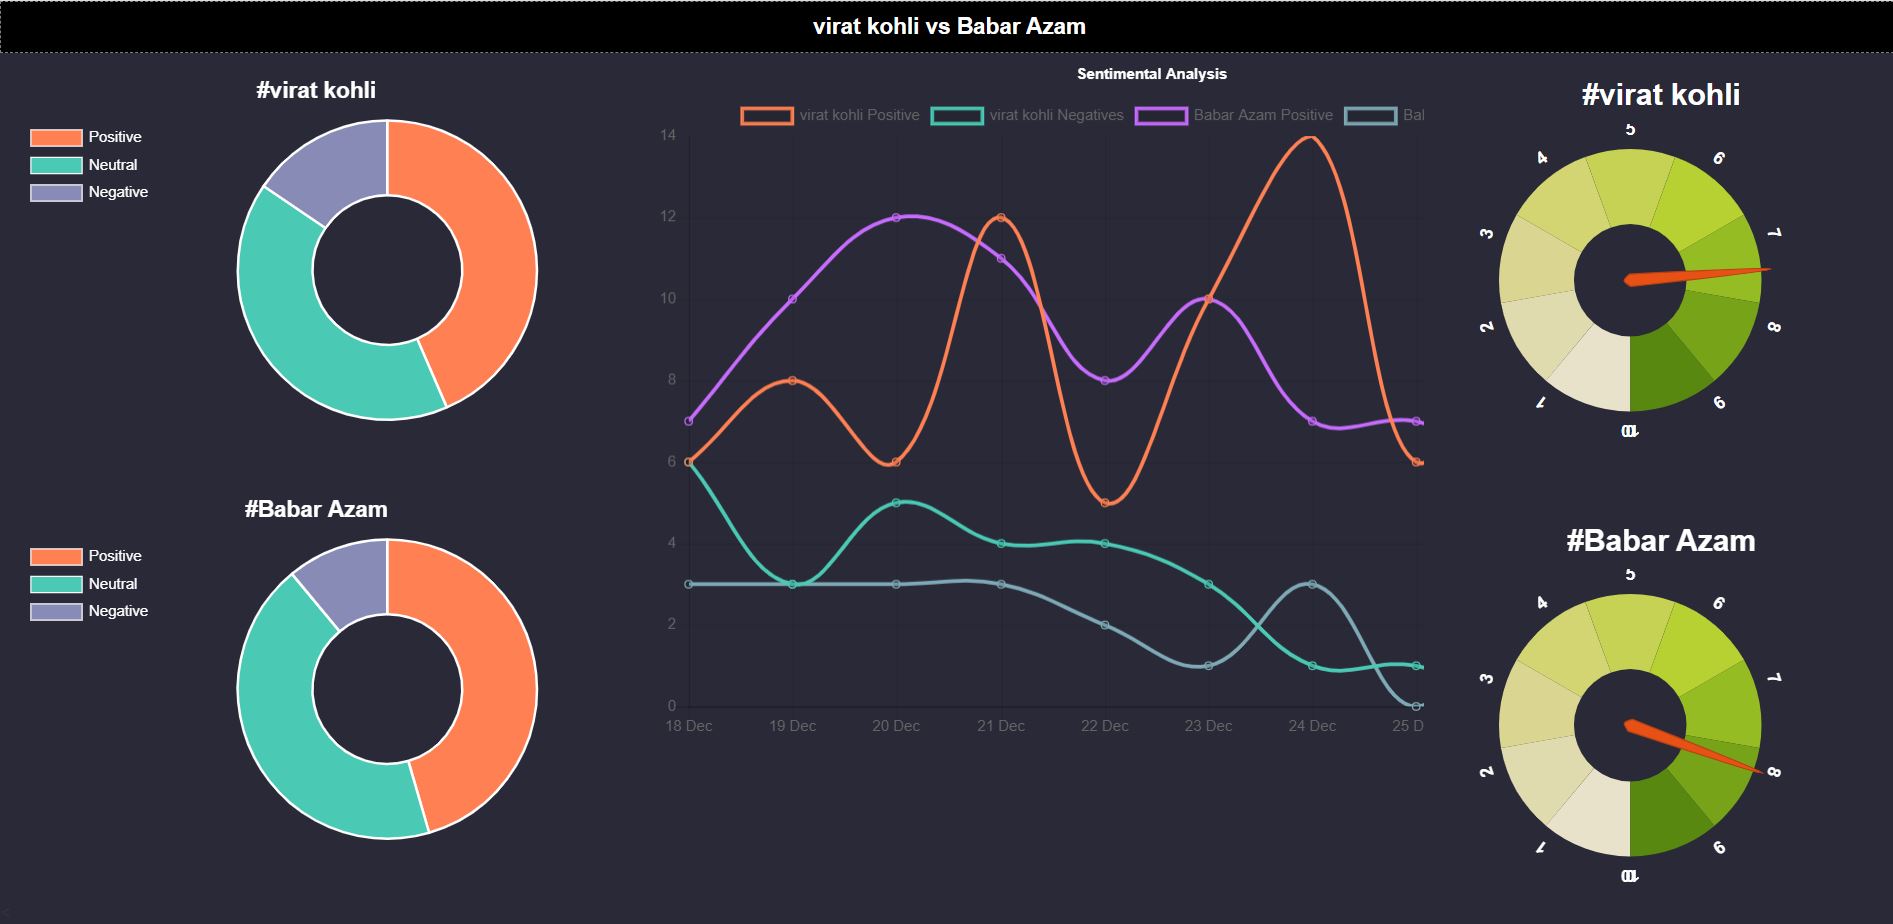 virat kohli vs Babar Azam
#virat kohli
Positive
Neutral
Negative
#Babar Azam
Positive
Neutral
Negative
Sentimental Analysis
virat kohli Positive virat kohli Negatives Babar Azam Positive Bal
14
12
10
8
6
4
2
0
18 Dec 19 Dec 20 Dec 21 Dec 22 Dec 23 Dec 24 Dec 25 D
#virat kohli
5
4 6
3 7
2 8
1 9
10
#Babar Azam
5
4 6
3 7
2 8
1 9
10
<